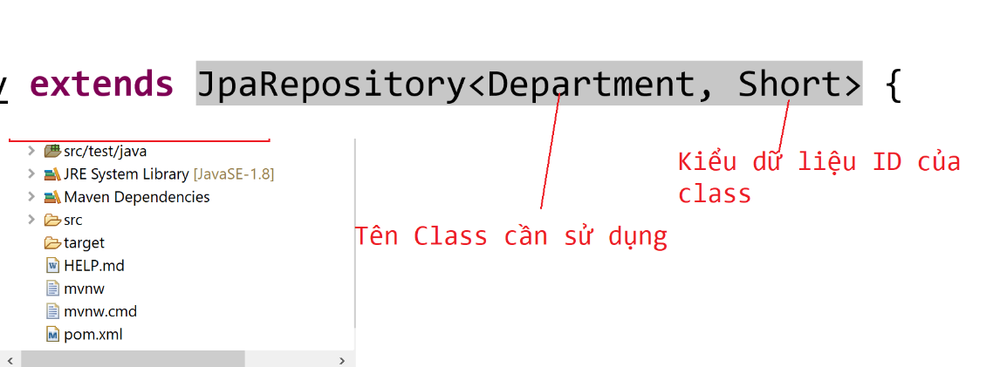 y extends JpaRepository<Department, Short> {
src/test/java
JRE System Library [JavaSE-1.8]
Maven Dependencies
src
target
HELP.md
mvnw
mvnw.cmd
pom.xml
Kiểu dữ liệu ID của
class
Tên Class cần sử dụng